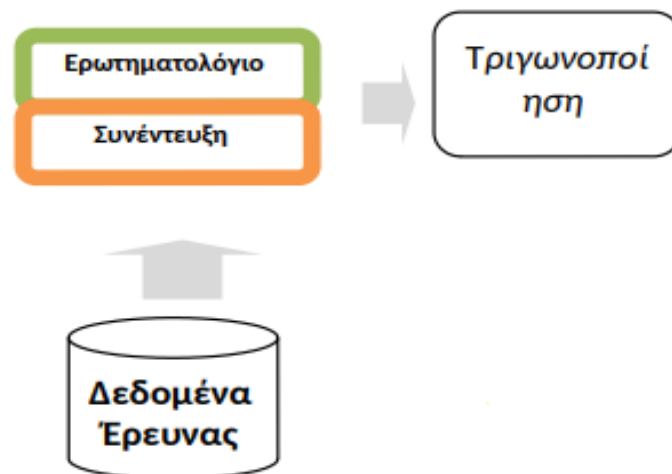 Ερωτηματολόγιο
Συνέντευξη
Τριγωνοποί
ηση
Δεδομένα
Έρευνας